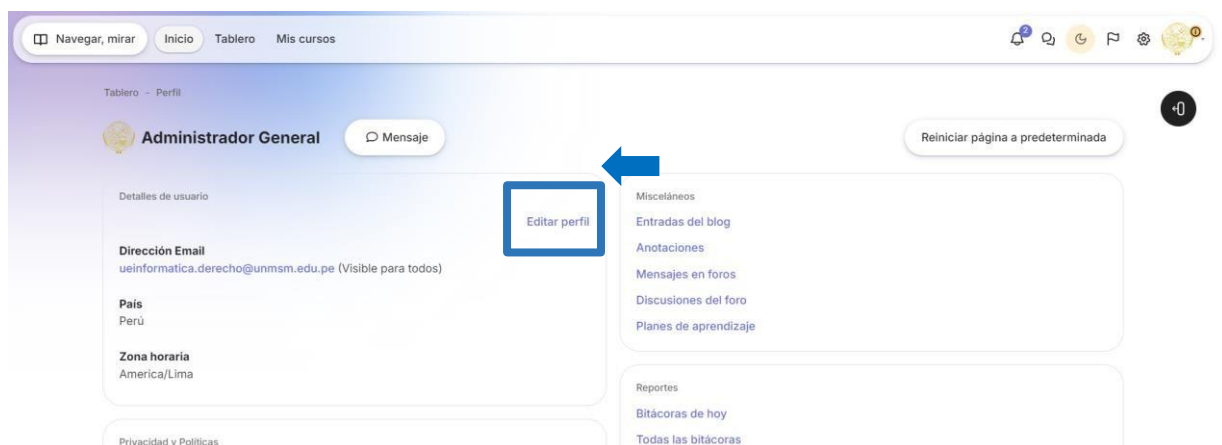 Navegar, mirar Inicio Tablero Mis cursos 2
Tablero - Perfil
Administrador General Mensaje Reiniciar página a predeterminada
Detalles de usuario
Editar perfil
Dirección Email
ueinformatica.derecho@unmsm.edu.pe (Visible para todos)
País
Perú
Zona horaria
America/Lima
Privacidad y Políticas
Misceláneos
Entradas del blog
Anotaciones
Mensajes en foros
Discusiones del foro
Planes de aprendizaje
Reportes
Bitácoras de hoy
Todas las bitácoras